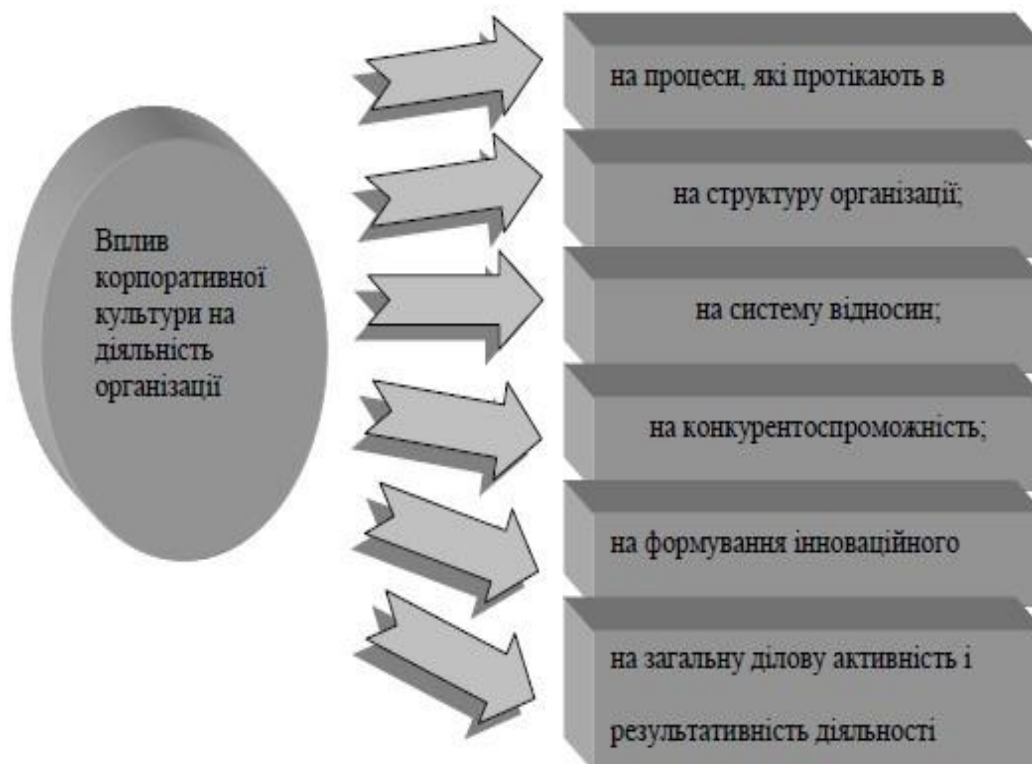 Вплив
корпоративної
культури на
діяльність
організації
на процеси, які протікають в
на структуру організації;
на систему відносин;
на конкурентоспроможність;
на формування інноваційного
на загальну ділову активність і
результативність діяльності